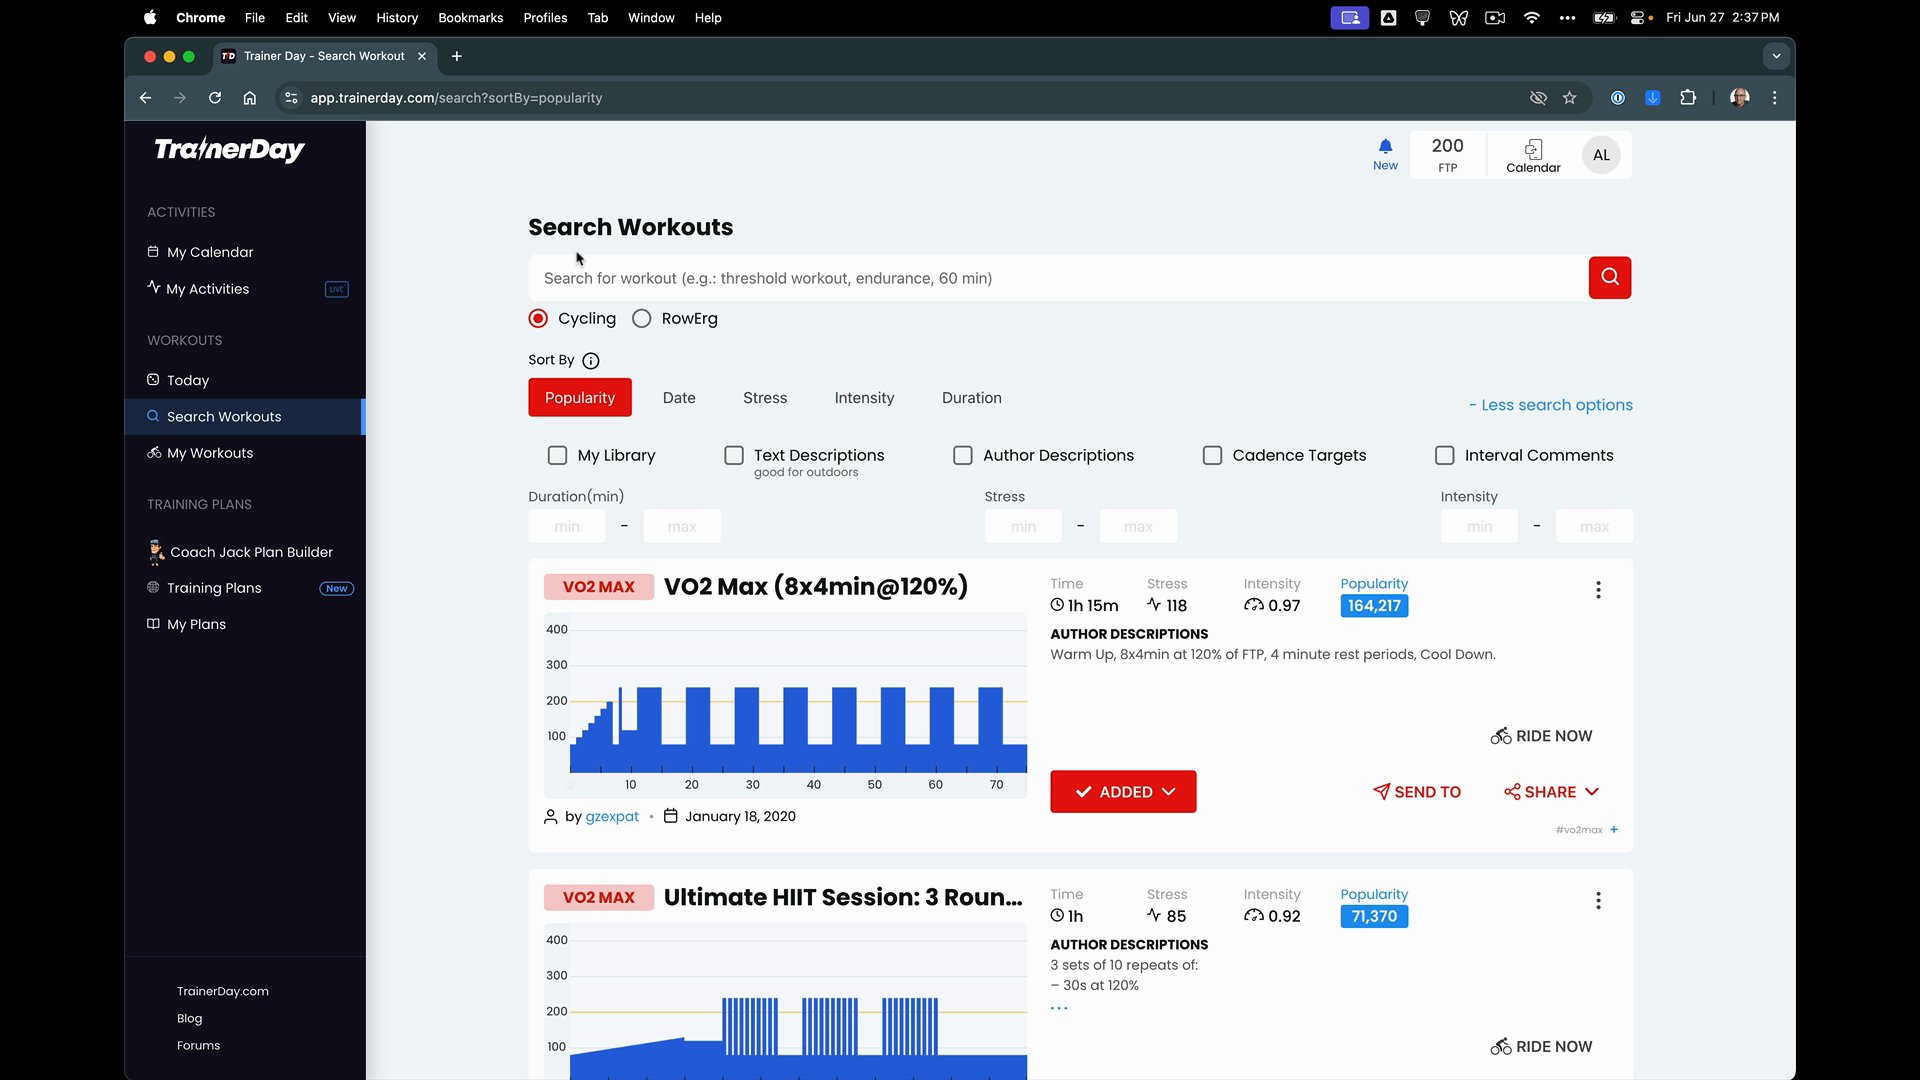 Chrome File Edit View History Bookmarks Profiles Tab Window Help Fri Jun 27 2:37 PM
Trainer Day - Search Workout
app.trainerday.com/search?sortBy=popularity
TrainerDay
ACTIVITIES
My Calendar
My Activities LIVE
WORKOUTS
Today
Search Workouts
My Workouts
TRAINING PLANS
Coach Jack Plan Builder
Training Plans New
My Plans
TrainerDay.com
Blog
Forums
New
200
FTP
Calendar
AL
Search Workouts
Search for workout (e.g.: threshold workout, endurance, 60 min)
Cycling RowErg
Sort By
Popularity Date Stress Intensity Duration
- Less search options
My Library Text Descriptions Author Descriptions Cadence Targets Interval Comments
good for outdoors
Duration(min) Stress Intensity
min - max min - max min - max
VO2 MAX VO2 Max (8x4min@120%)
Time Stress Intensity Popularity
1h 15m 118 0.97 164,217
AUTHOR DESCRIPTIONS
Warm Up, 8x4min at 120% of FTP, 4 minute rest periods, Cool Down.
400
300
200
100
0 10 20 30 40 50 60 70
RIDE NOW
ADDED SEND TO SHARE
by gzexpat • January 18, 2020
#vo2max +
VO2 MAX Ultimate HIIT Session: 3 Roun...
Time Stress Intensity Popularity
1h 85 0.92 71,370
AUTHOR DESCRIPTIONS
3 sets of 10 repeats of:
– 30s at 120%
...
400
300
200
100
RIDE NOW